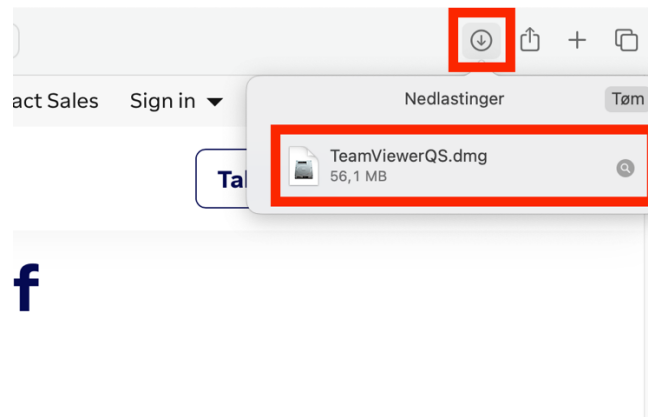 act Sales Sign in
Nedlastinger Tøm
TeamViewerQS.dmg
56,1 MB
Ta
f